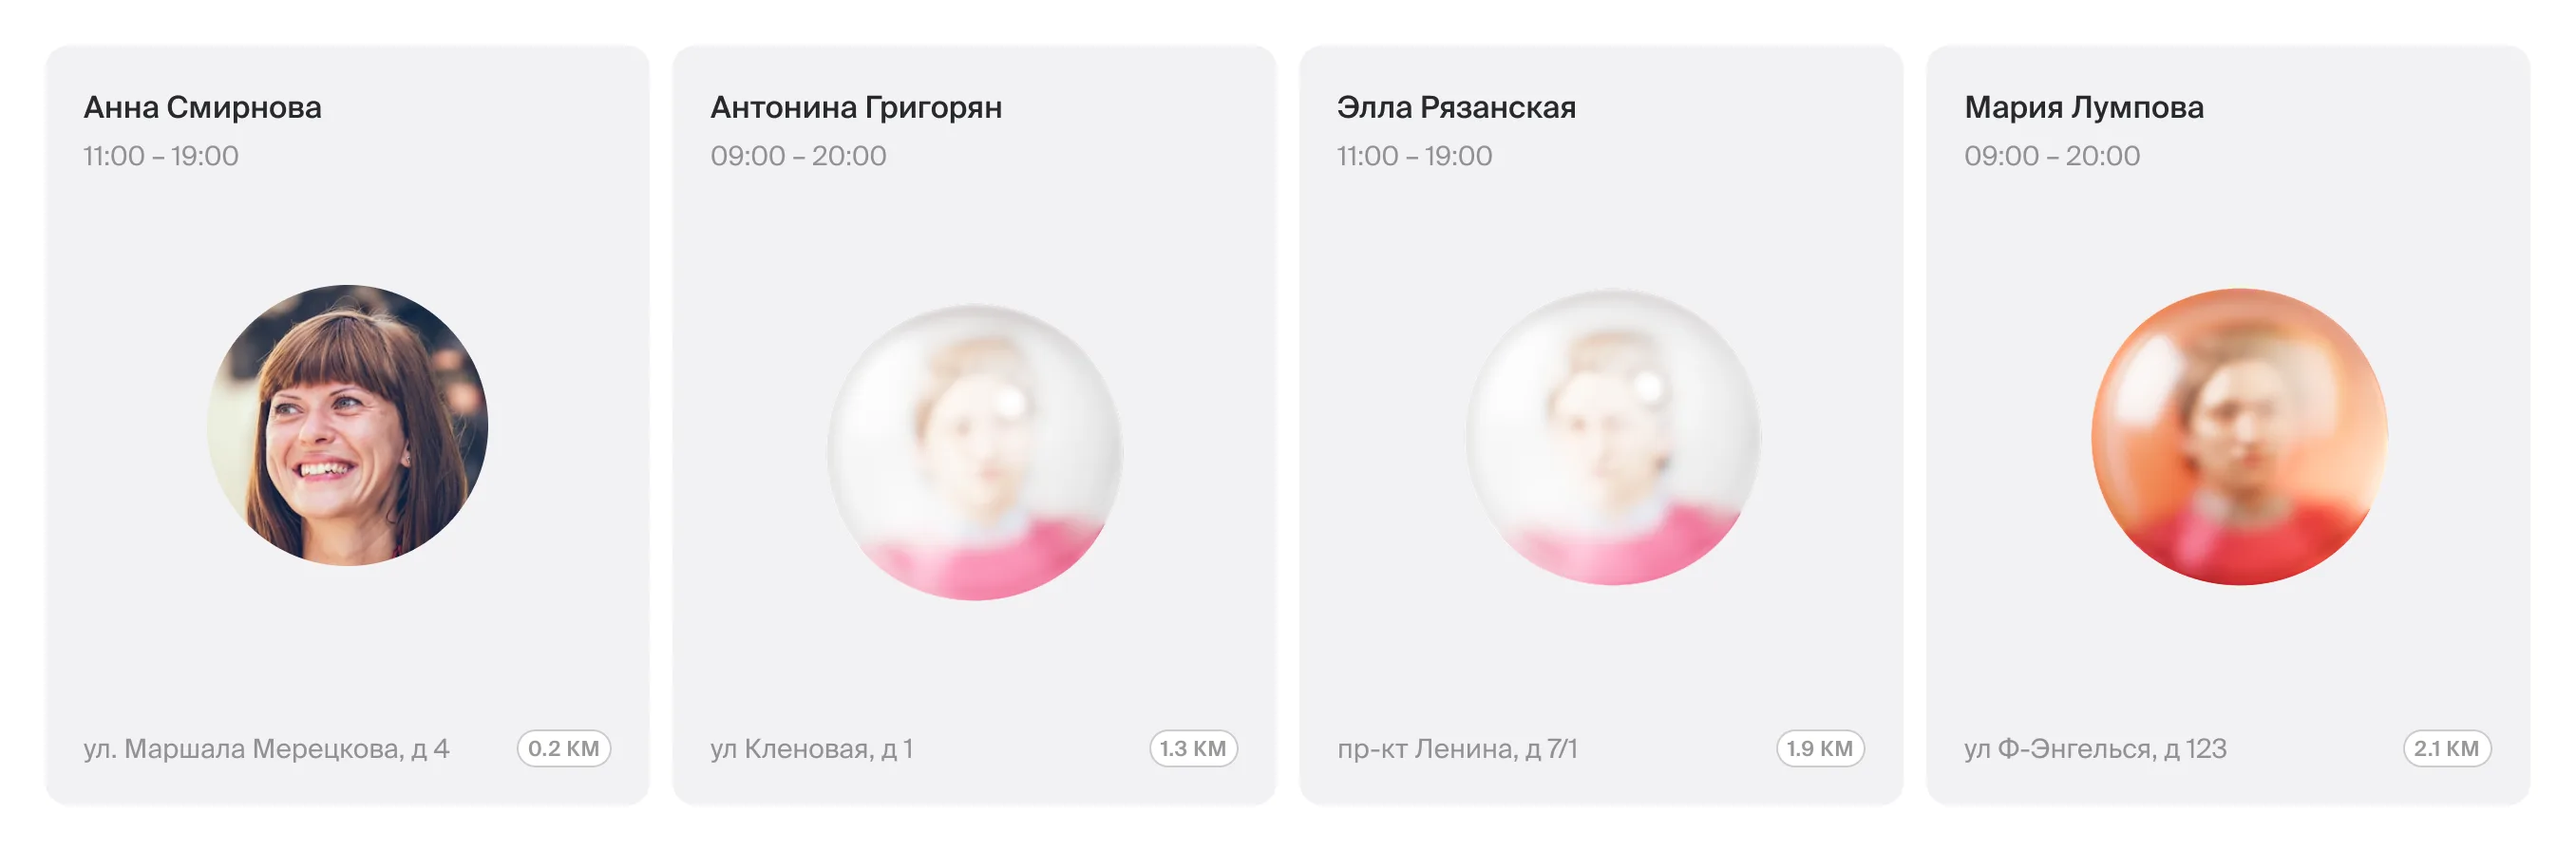 Анна Смирнова
11:00 – 19:00
ул. Маршала Мерецкова, д 4
0.2 КМ
Антонина Григорян
09:00 – 20:00
ул Кленовая, д 1
1.3 КМ
Элла Рязанская
11:00 – 19:00
пр-кт Ленина, д 7/1
1.9 КМ
Мария Лумпова
09:00 – 20:00
ул Ф-Энгелься, д 123
2.1 КМ